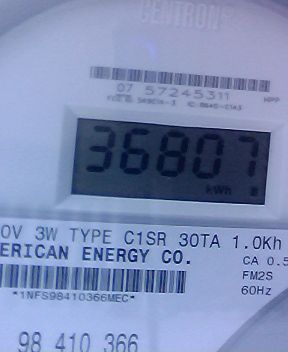 CENTRON
07 57245311
36807
kWh
0V 3W TYPE C1SR 30TA 1.0Kh
ERICAN ENERGY CO.
CA 0.5
FM2S
60Hz
*1NFS98410366MEC*
98 410 366